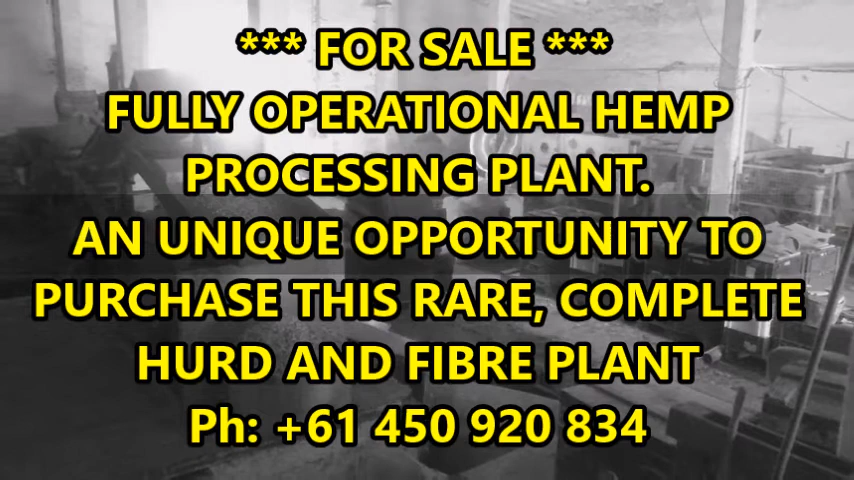 *** FOR SALE ***
FULLY OPERATIONAL HEMP
PROCESSING PLANT.
AN UNIQUE OPPORTUNITY TO
PURCHASE THIS RARE, COMPLETE
HURD AND FIBRE PLANT
Ph: +61 450 920 834